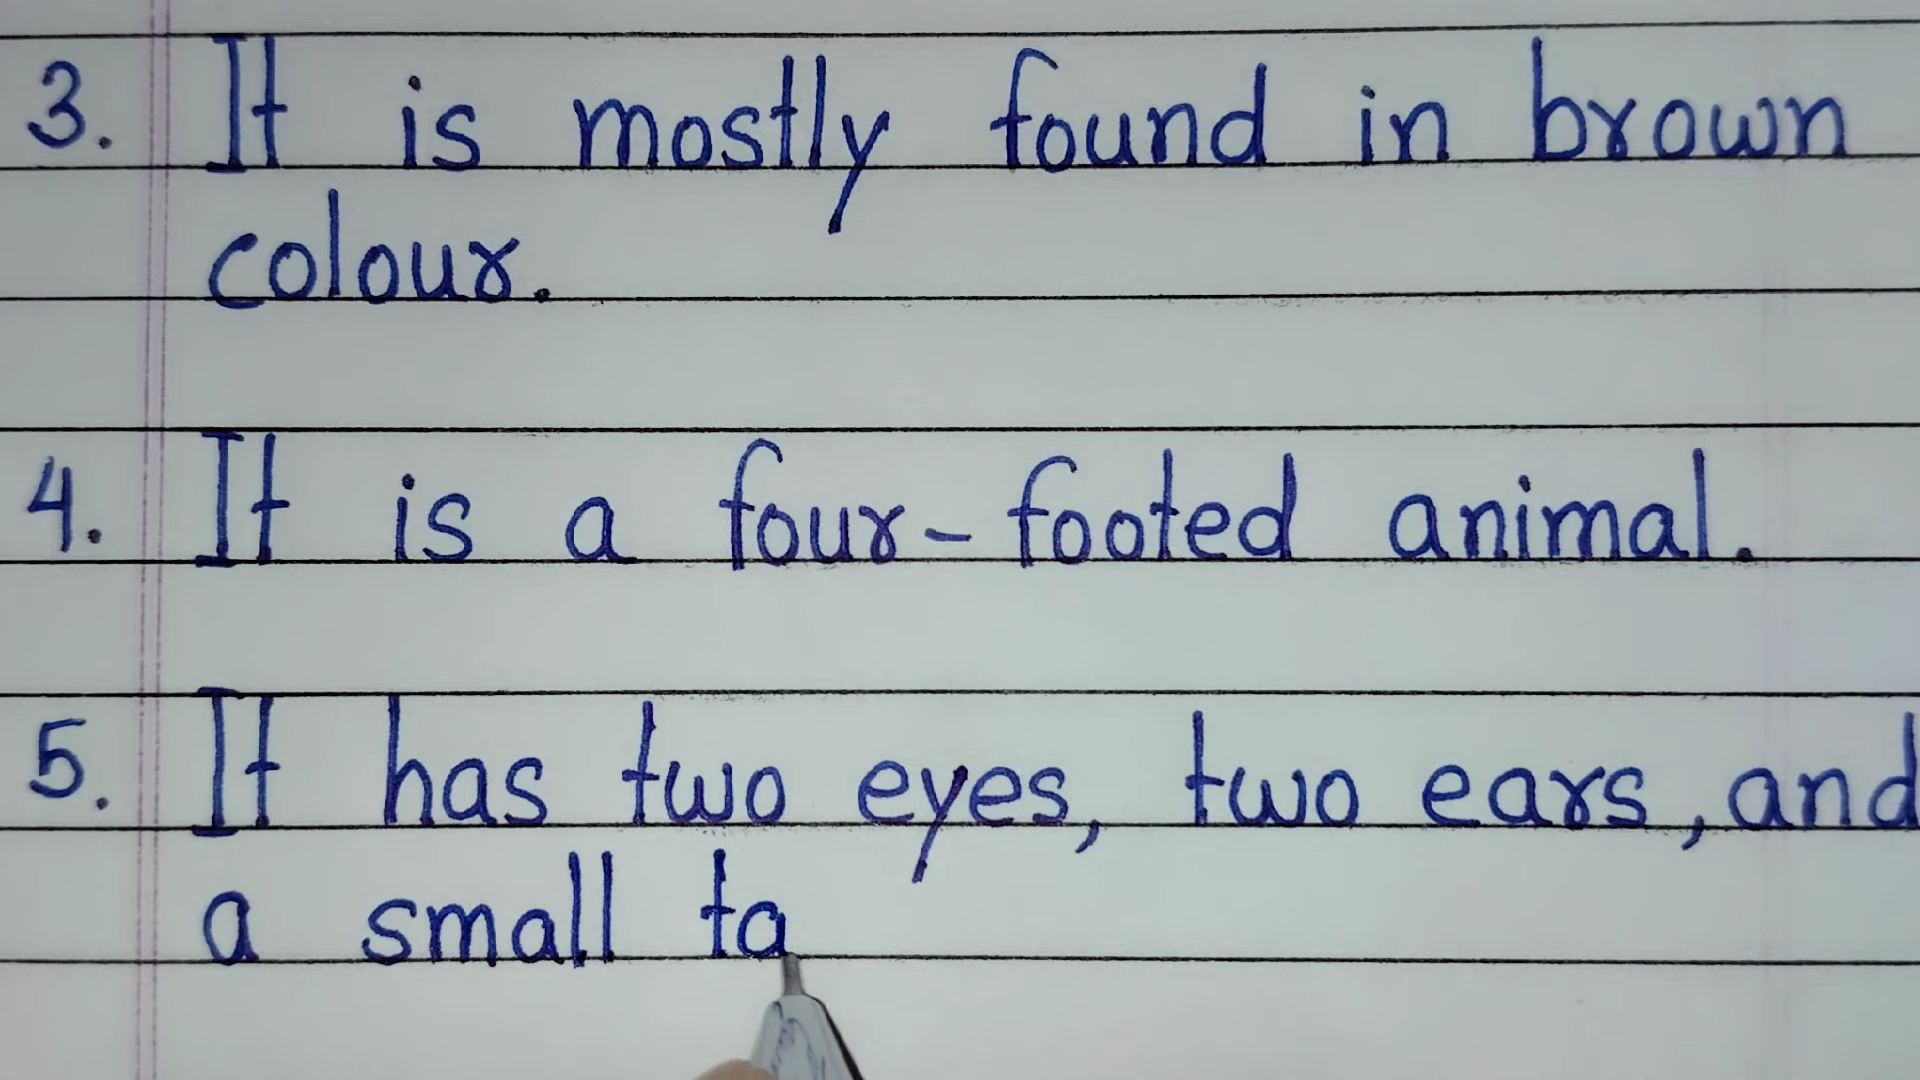 3. It is mostly found in brown
colour.
4. It is a four-footed animal.
5. It has two eyes, two ears, and
a small ta